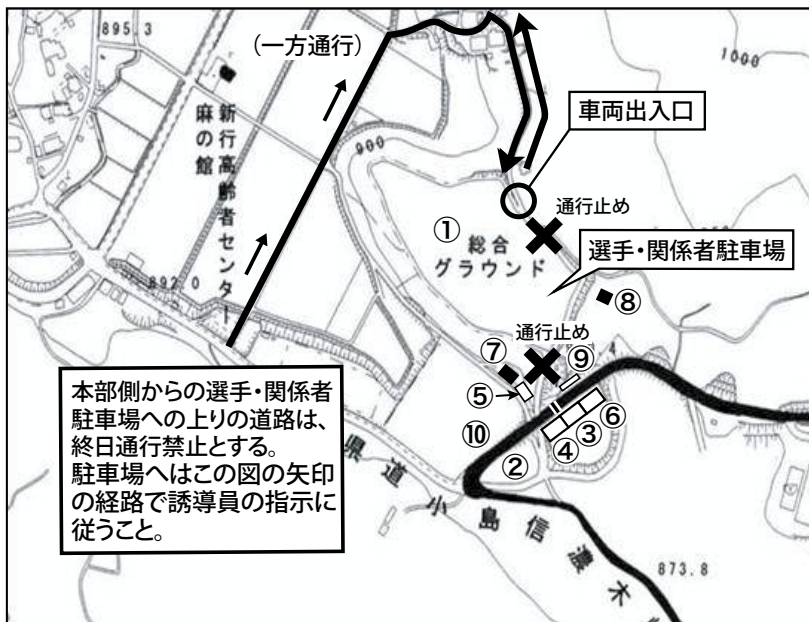 895.3
(一方通行)
1000
車両出入口
新行高齢者センター
麻の館
900
通行止め
①
総合
グラウンド
選手・関係者駐車場
892.0
⑧
通行止め
⑦
⑨
⑤
⑥
③
④
⑩
②
本部側からの選手・関係者
駐車場への上りの道路は、
終日通行禁止とする。
駐車場へはこの図の矢印
の経路で誘導員の指示に
従うこと。
県道小島信濃木
873.8